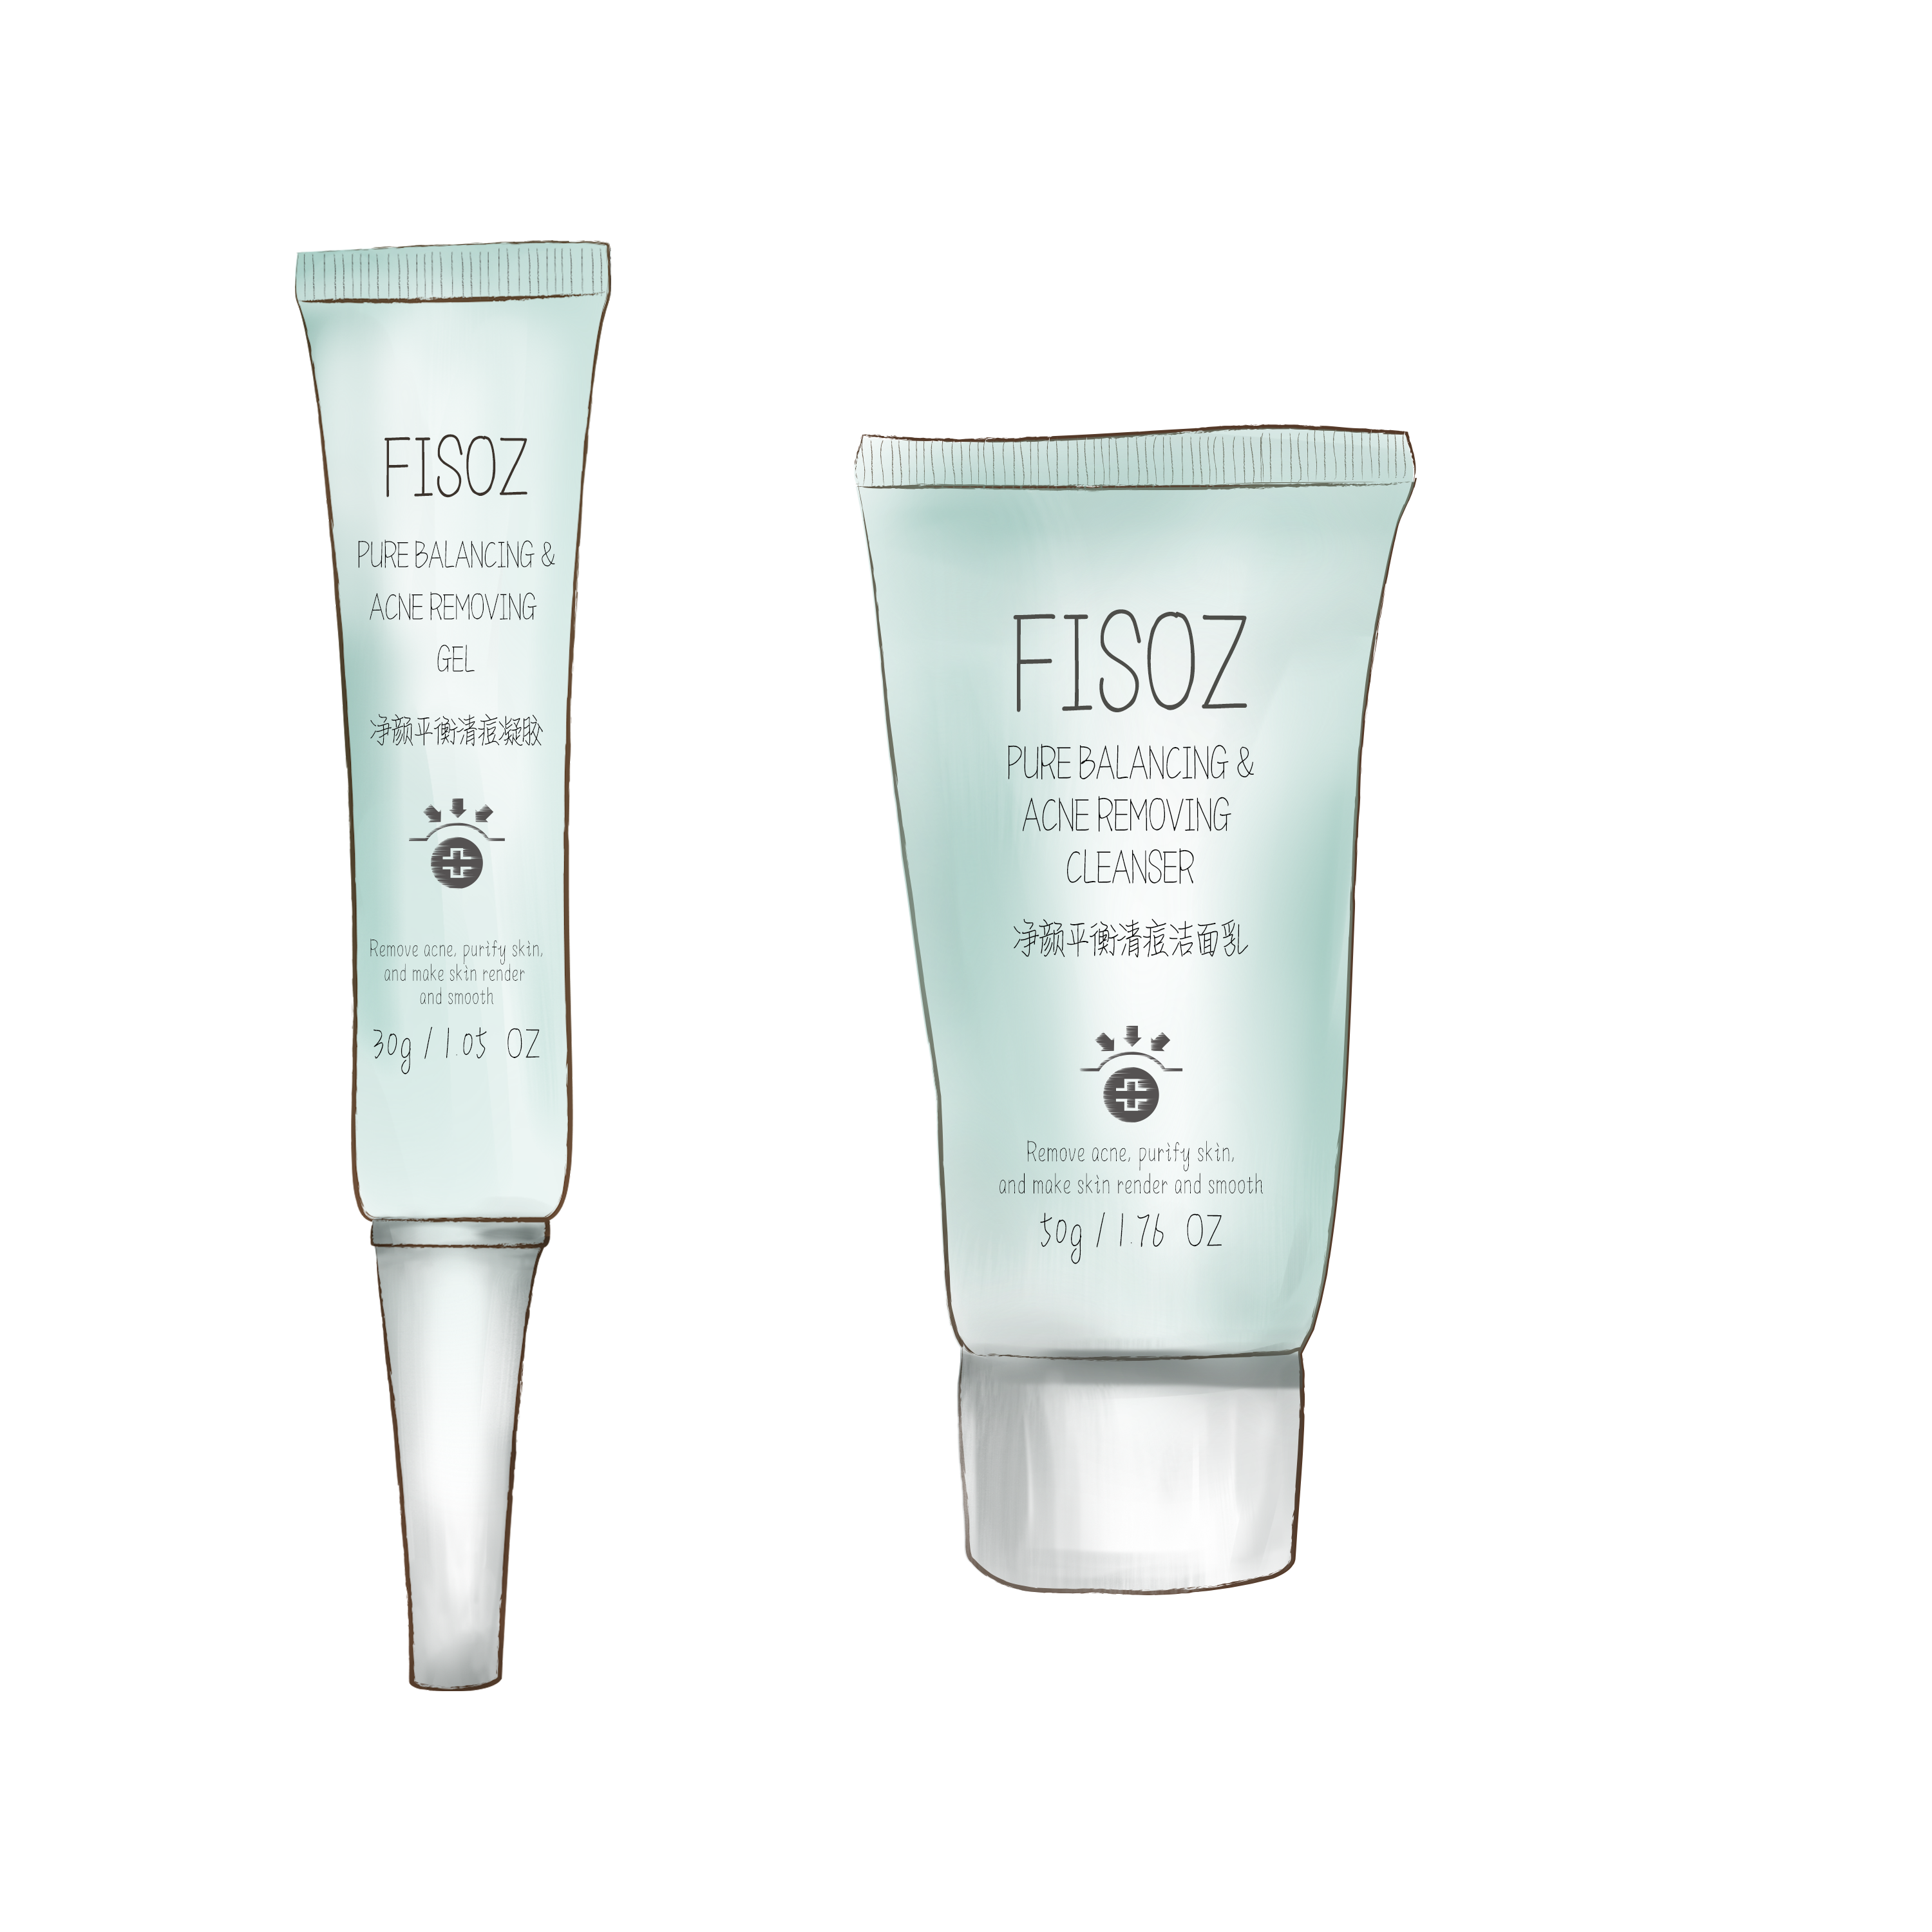 FISOZ
PURE BALANCING &
ACNE REMOVING
GEL
净颜平衡清痘凝胶
Remove acne, purify skin,
and make skin render
and smooth
30g / 1.05 OZ
FISOZ
PURE BALANCING &
ACNE REMOVING
CLEANSER
净颜平衡清痘洁面乳
Remove acne, purify skin,
and make skin render and smooth
50g / 1.76 OZ